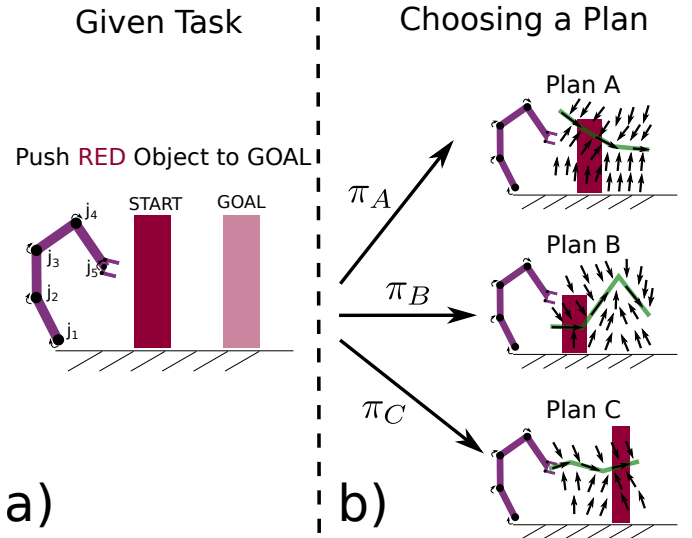 Given Task
Push RED Object to GOAL
START
GOAL
j4
j3
j5
j2
j1
a)
Choosing a Plan
Plan A
πA
Plan B
πB
Plan C
πC
b)